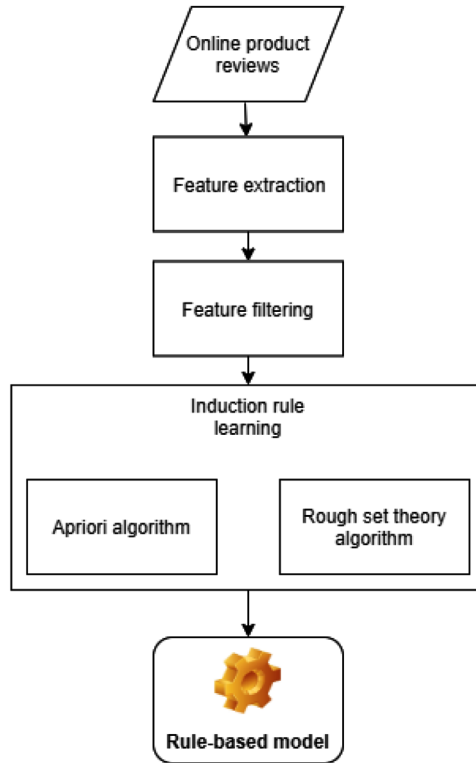 Online product
reviews
Feature extraction
Feature filtering
Induction rule
learning
Apriori algorithm
Rough set theory
algorithm
Rule-based model